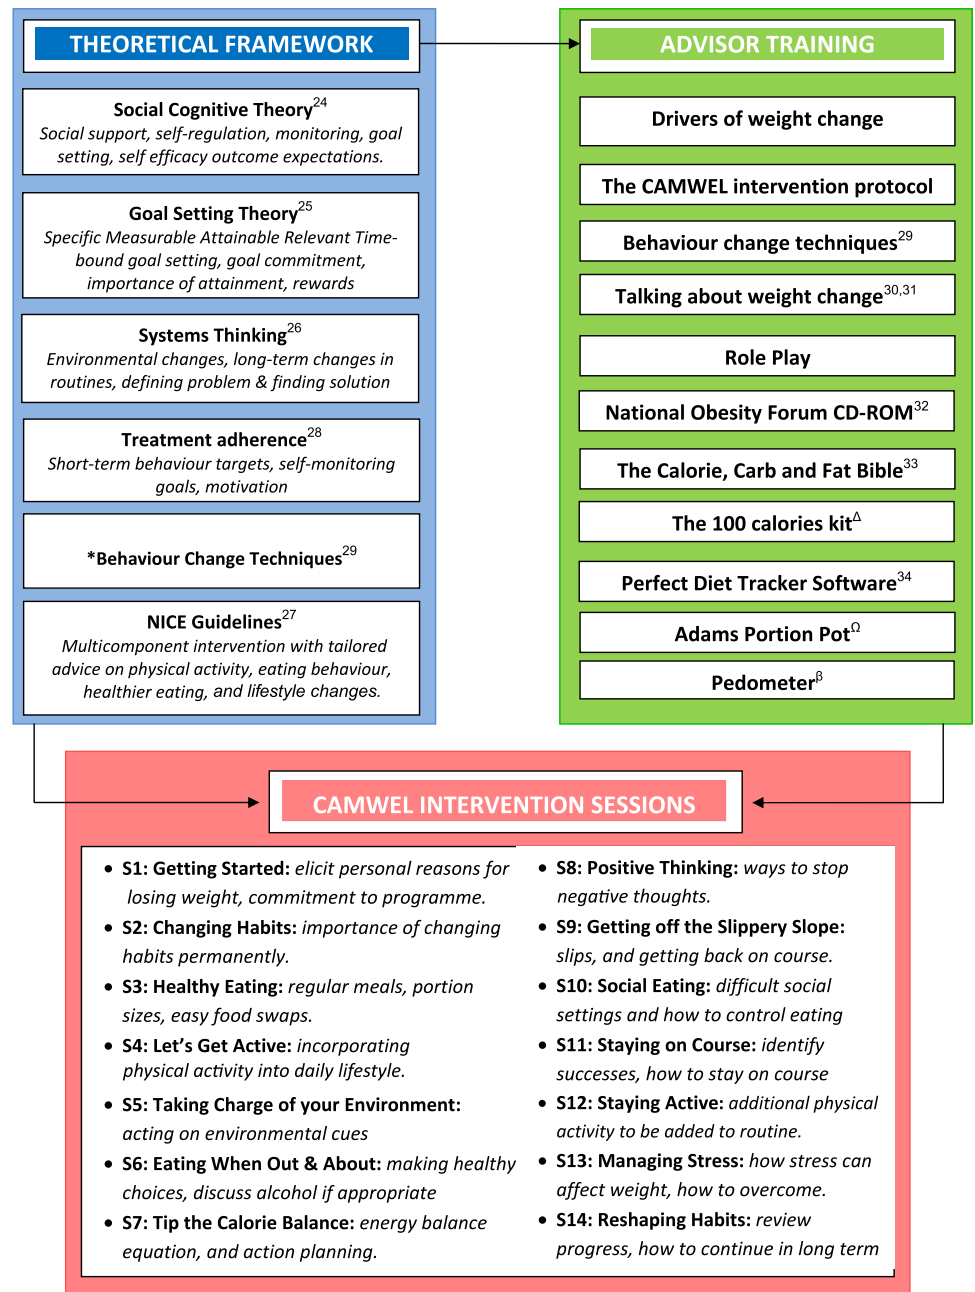 THEORETICAL FRAMEWORK
Social Cognitive Theory24
Social support, self-regulation, monitoring, goal
setting, self efficacy outcome expectations.
Goal Setting Theory25
Specific Measurable Attainable Relevant Time-
bound goal setting, goal commitment,
importance of attainment, rewards
Systems Thinking26
Environmental changes, long-term changes in
routines, defining problem & finding solution
Treatment adherence28
Short-term behaviour targets, self-monitoring
goals, motivation
*Behaviour Change Techniques29
NICE Guidelines27
Multicomponent intervention with tailored
advice on physical activity, eating behaviour,
healthier eating, and lifestyle changes.
ADVISOR TRAINING
Drivers of weight change
The CAMWEL intervention protocol
Behaviour change techniques29
Talking about weight change30,31
Role Play
National Obesity Forum CD-ROM32
The Calorie, Carb and Fat Bible33
The 100 calories kitΔ
Perfect Diet Tracker Software34
Adams Portion PotΩ
Pedometerβ
CAMWEL INTERVENTION SESSIONS
• S1: Getting Started: elicit personal reasons for
losing weight, commitment to programme.
• S2: Changing Habits: importance of changing
habits permanently.
• S3: Healthy Eating: regular meals, portion
sizes, easy food swaps.
• S4: Let’s Get Active: incorporating
physical activity into daily lifestyle.
• S5: Taking Charge of your Environment:
acting on environmental cues
• S6: Eating When Out & About: making healthy
choices, discuss alcohol if appropriate
• S7: Tip the Calorie Balance: energy balance
equation, and action planning.
• S8: Positive Thinking: ways to stop
negative thoughts.
• S9: Getting off the Slippery Slope:
slips, and getting back on course.
• S10: Social Eating: difficult social
settings and how to control eating
• S11: Staying on Course: identify
successes, how to stay on course
• S12: Staying Active: additional physical
activity to be added to routine.
• S13: Managing Stress: how stress can
affect weight, how to overcome.
• S14: Reshaping Habits: review
progress, how to continue in long term